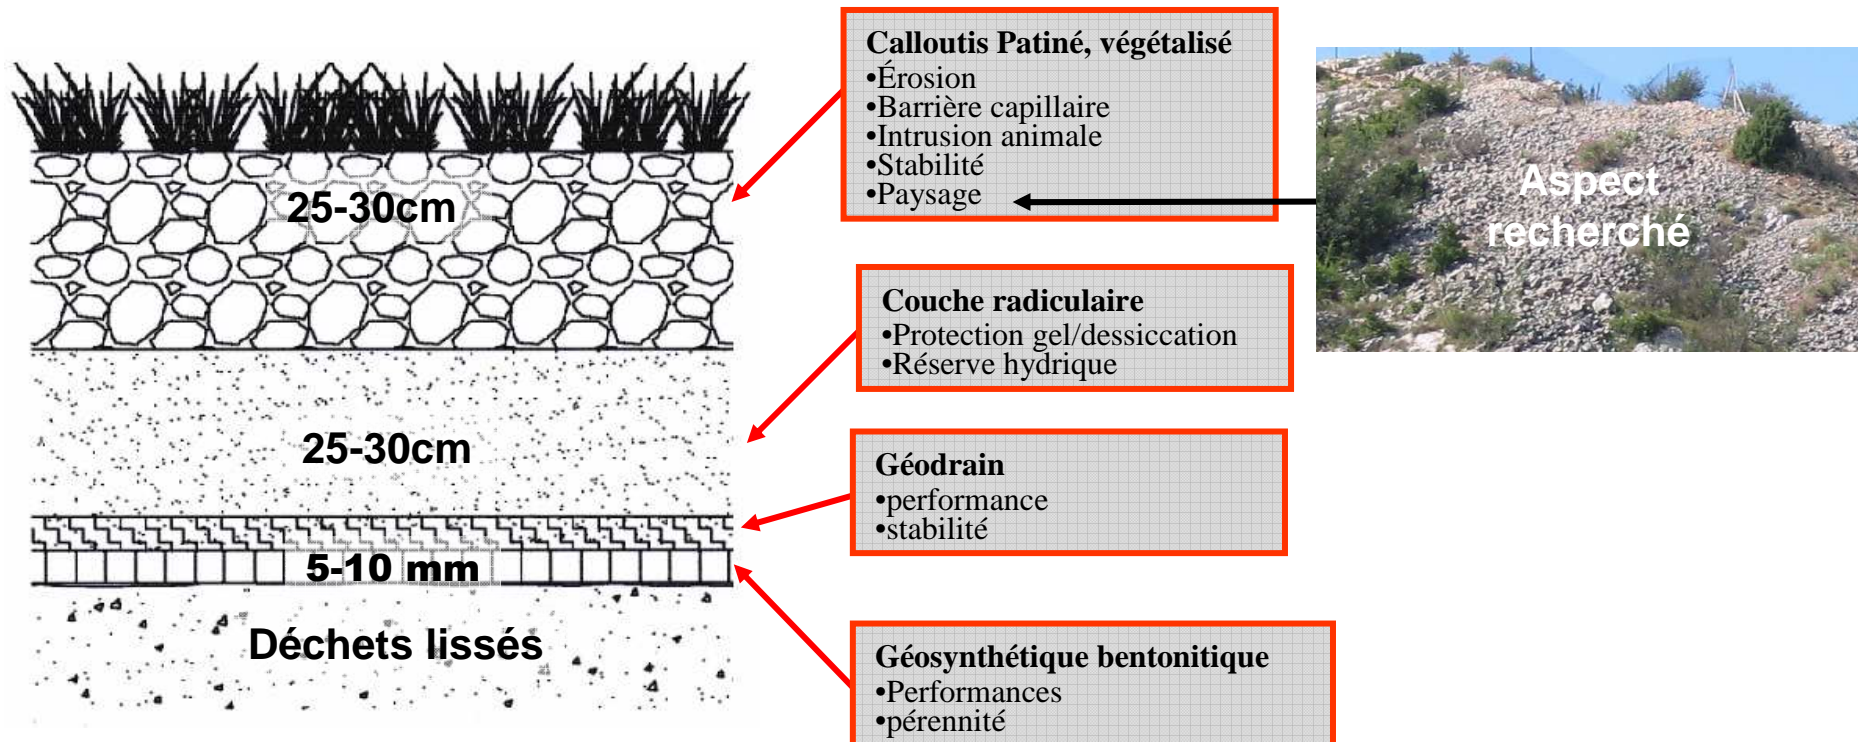 25-30cm
25-30cm
5-10 mm
Déchets lissés
Calloutis Patiné, végétalisé
•Érosion
•Barrière capillaire
•Intrusion animale
•Stabilité
•Paysage
Aspect
recherché
Couche radiculaire
•Protection gel/dessiccation
•Réserve hydrique
Géodrain
•performance
•stabilité
Géosynthétique bentonitique
•Performances
•pérennité